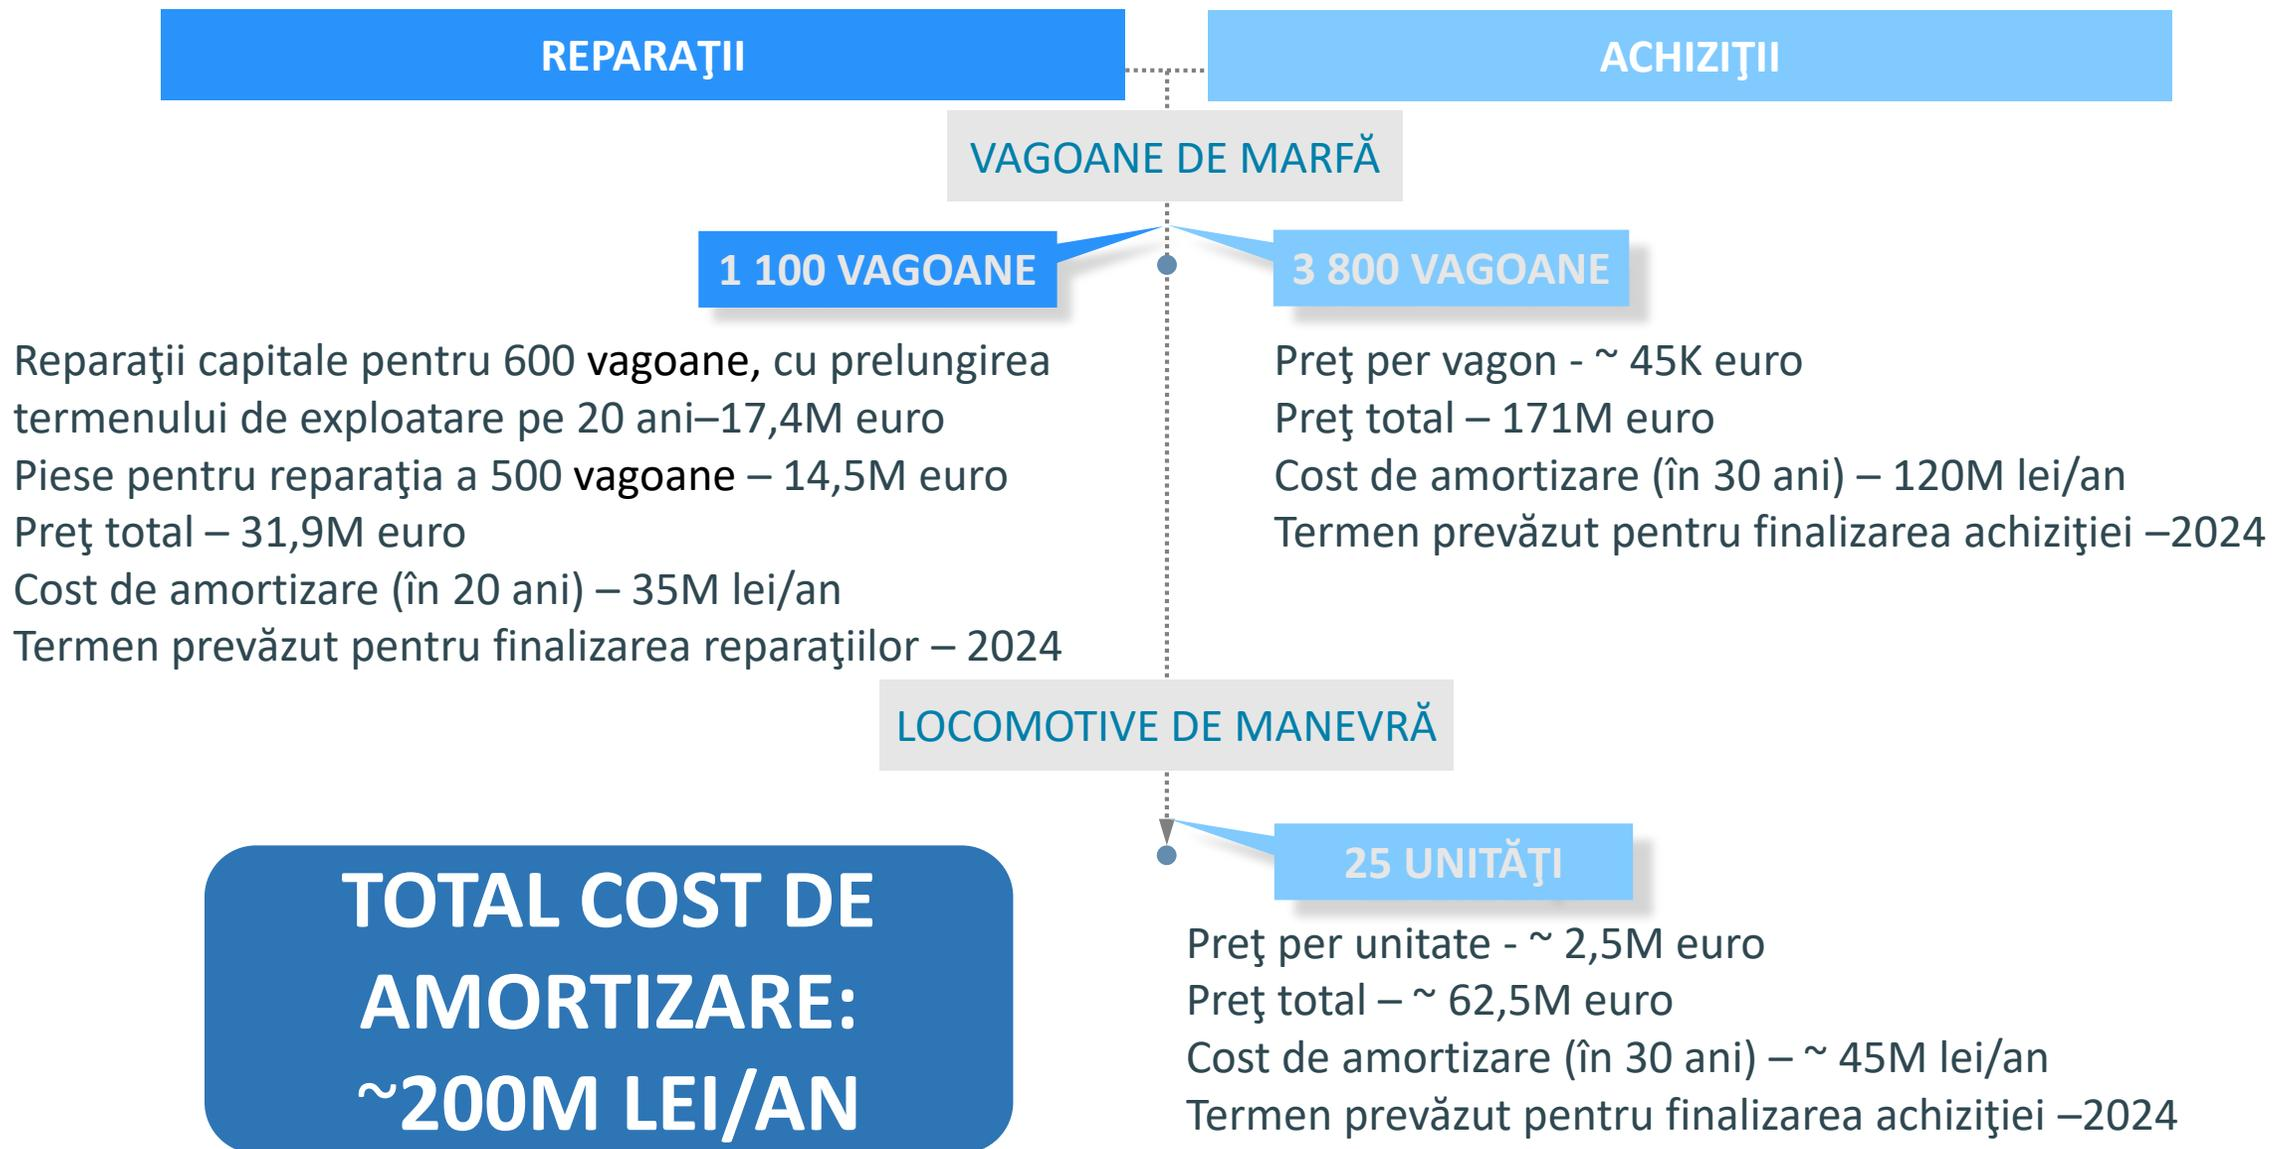 REPARAŢII
ACHIZIŢII
VAGOANE DE MARFĂ
1 100 VAGOANE
3 800 VAGOANE
Reparaţii capitale pentru 600 vagoane, cu prelungirea
termenului de exploatare pe 20 ani–17,4M euro
Piese pentru reparaţia a 500 vagoane – 14,5M euro
Preţ total – 31,9M euro
Cost de amortizare (în 20 ani) – 35M lei/an
Termen prevăzut pentru finalizarea reparaţiilor – 2024
Preţ per vagon - ~ 45K euro
Preţ total – 171M euro
Cost de amortizare (în 30 ani) – 120M lei/an
Termen prevăzut pentru finalizarea achiziţiei –2024
LOCOMOTIVE DE MANEVRĂ
25 UNITĂŢI
Preţ per unitate - ~ 2,5M euro
Preţ total – ~ 62,5M euro
Cost de amortizare (în 30 ani) – ~ 45M lei/an
Termen prevăzut pentru finalizarea achiziţiei –2024
TOTAL COST DE
AMORTIZARE:
~200M LEI/AN